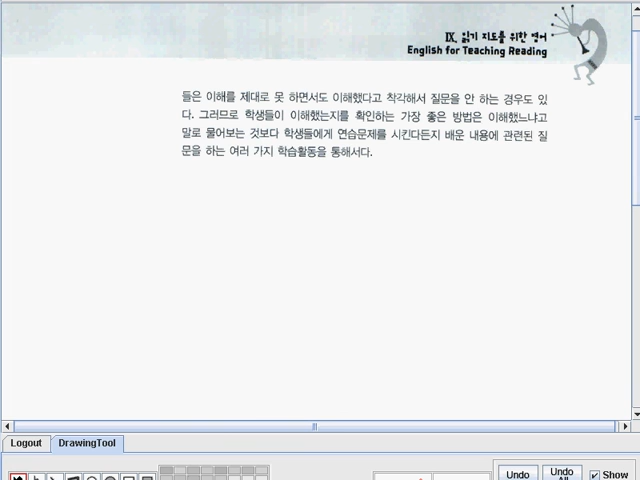 IX. 읽기 지도를 위한 영어
English for Teaching Reading
들은 이해를 제대로 못 하면서도 이해했다고 착각해서 질문을 안 하는 경우도 있
다. 그러므로 학생들이 이해했는지를 확인하는 가장 좋은 방법은 이해했느냐고
말로 물어보는 것보다 학생들에게 연습문제를 시킨다든지 배운 내용에 관련된 질
문을 하는 여러 가지 학습활동을 통해서다.
Logout DrawingTool
Undo Undo All Show